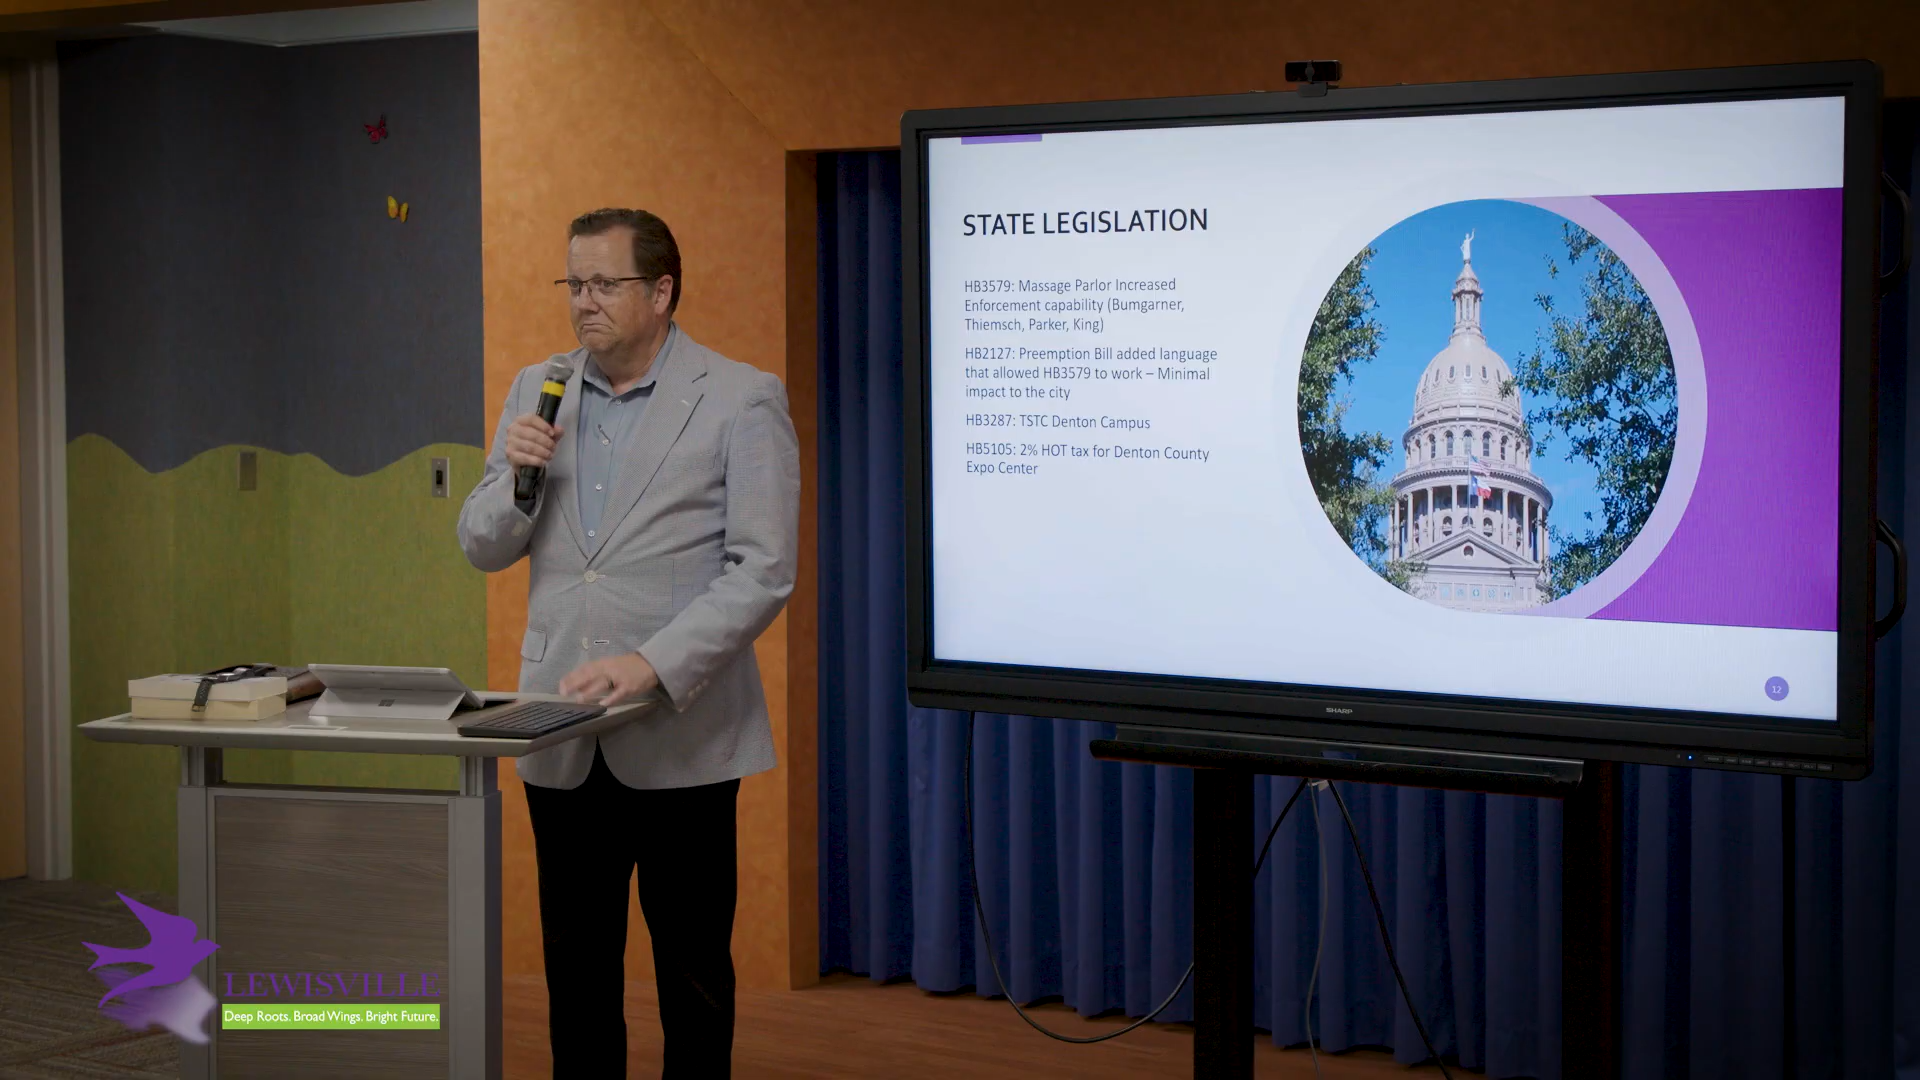 STATE LEGISLATION
HB3579: Massage Parlor Increased
Enforcement capability (Bumgarner,
Thiemsch, Parker, King)
HB2127: Preemption Bill added language
that allowed HB3579 to work – Minimal
impact to the city
HB3287: TSTC Denton Campus
HB5105: 2% HOT tax for Denton County
Expo Center
12
SHARP
LEWISVILLE
Deep Roots. Broad Wings. Bright Future.